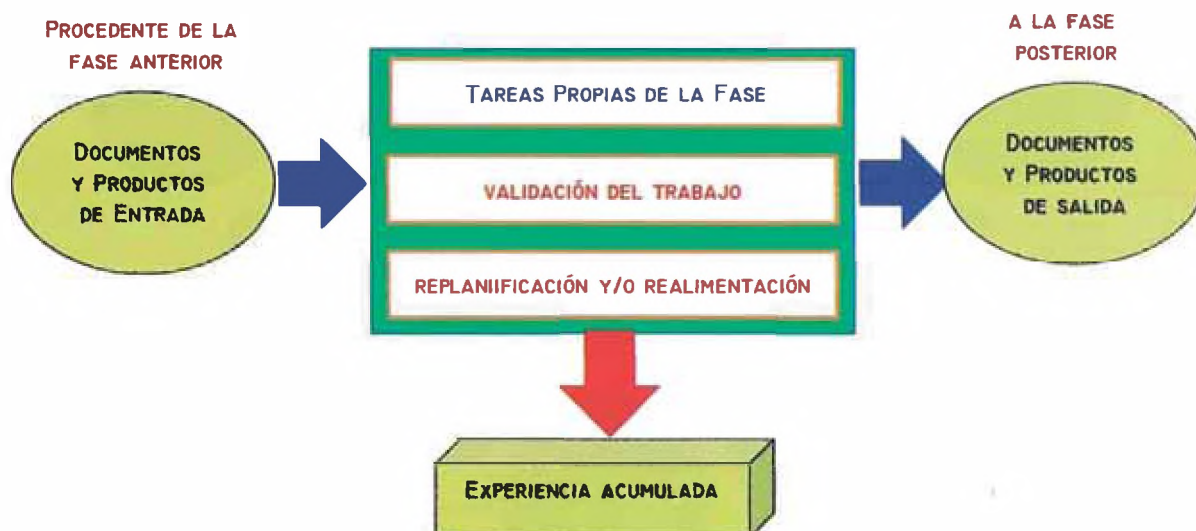 PROCEDENTE DE LA
FASE ANTERIOR
DOCUMENTOS
Y PRODUCTOS
DE ENTRADA
TAREAS PROPIAS DE LA FASE
VALIDACIÓN DEL TRABAJO
REPLANIIFICACIÓN Y/O REALIMENTACIÓN
A LA FASE
POSTERIOR
DOCUMENTOS
Y PRODUCTOS
DE SALIDA
EXPERIENCIA ACUMULADA